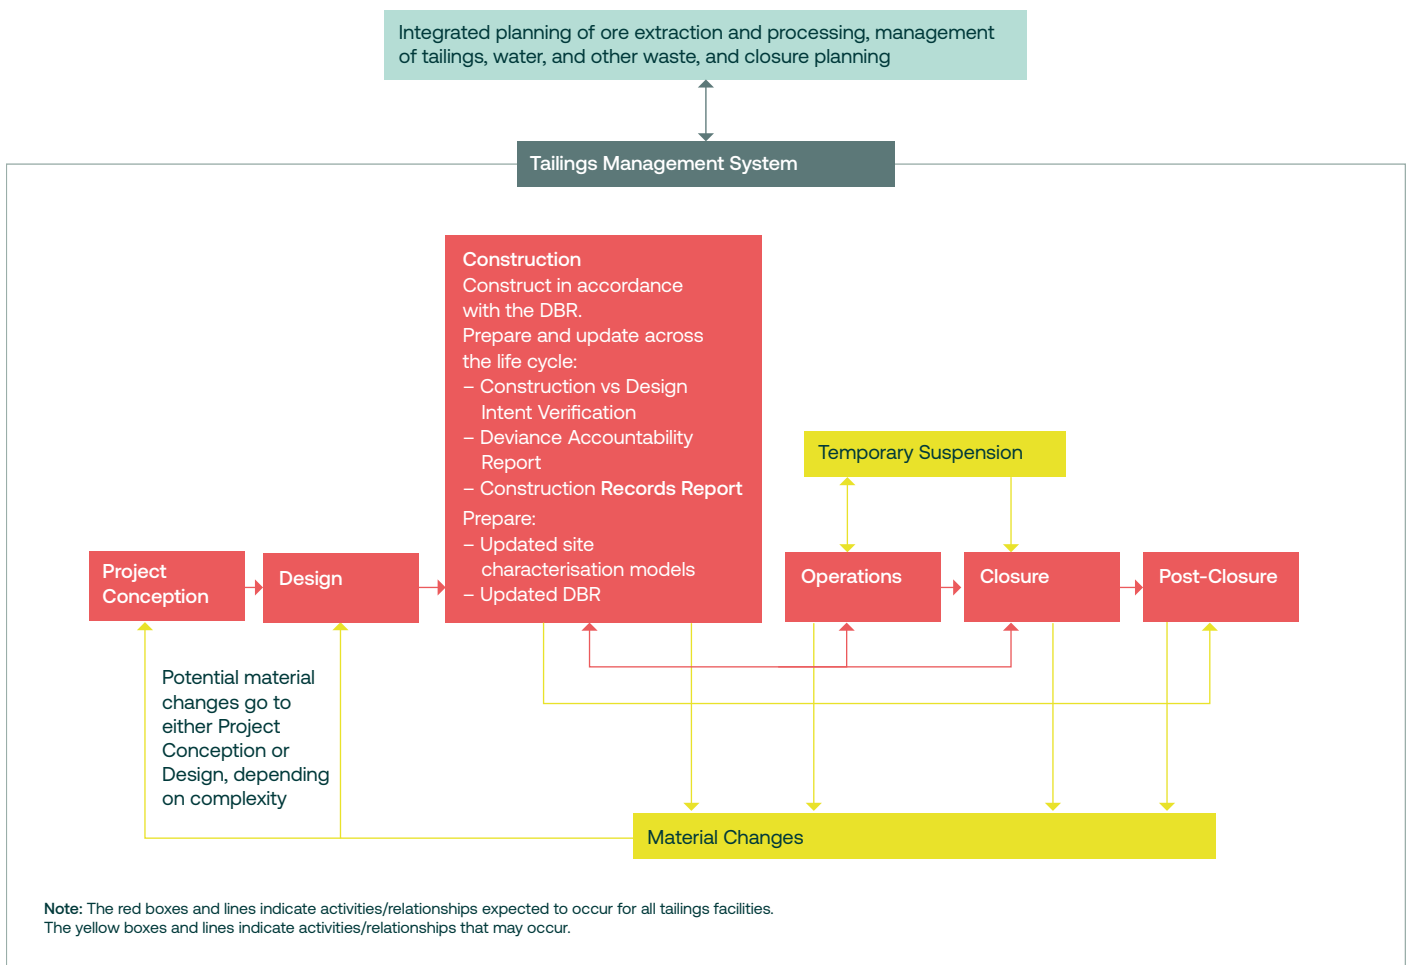 Integrated planning of ore extraction and processing, management
of tailings, water, and other waste, and closure planning
Tailings Management System
Construction
Construct in accordance
with the DBR.
Prepare and update across
the life cycle:
– Construction vs Design
Intent Verification
– Deviance Accountability
Report
– Construction Records Report
Prepare:
– Updated site
characterisation models
– Updated DBR
Temporary Suspension
Project
Conception
Design
Operations
Closure
Post-Closure
Potential material
changes go to
either Project
Conception or
Design, depending
on complexity
Material Changes
Note: The red boxes and lines indicate activities/relationships expected to occur for all tailings facilities.
The yellow boxes and lines indicate activities/relationships that may occur.